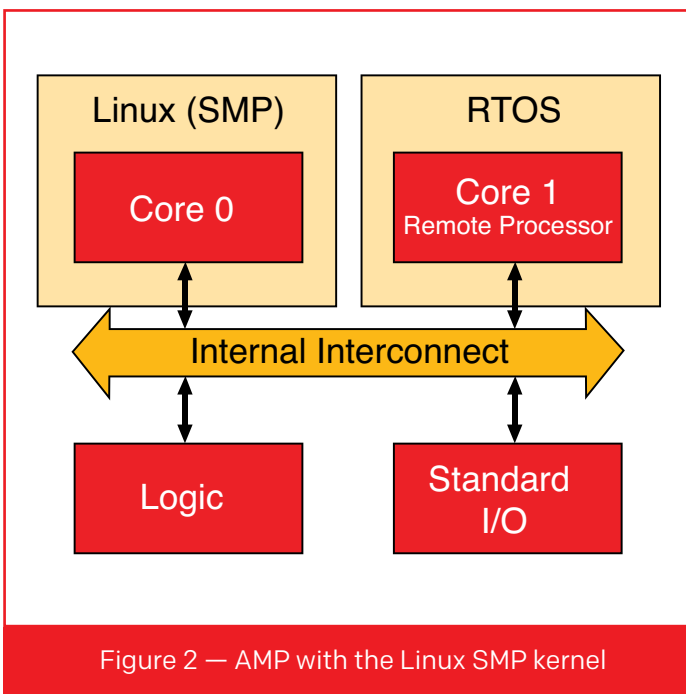 Linux (SMP)
Core 0
RTOS
Core 1
Remote Processor
Internal Interconnect
Logic
Standard
I/O
Figure 2 — AMP with the Linux SMP kernel